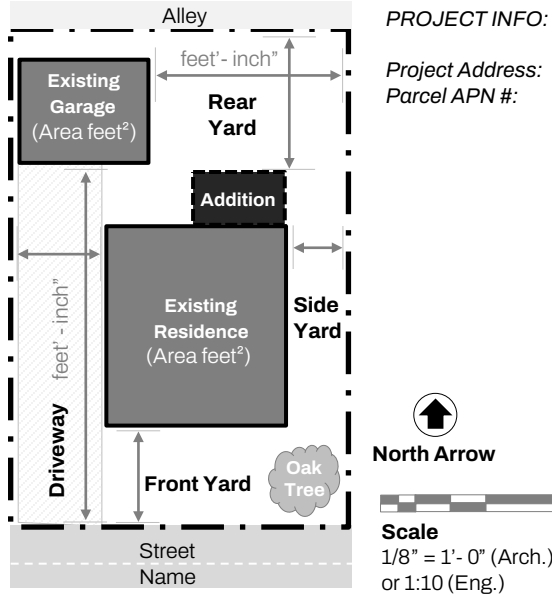 Alley
PROJECT INFO:
feet'- inch”
Project Address:
Parcel APN #:
Existing
Garage
(Area feet²)
Rear
Yard
Addition
Existing
Residence
(Area feet²)
Side
Yard
Driveway
feet' - inch”
Front Yard
Oak
Tree
North Arrow
Street
Name
Scale
1/8” = 1'- 0” (Arch.)
or 1:10 (Eng.)